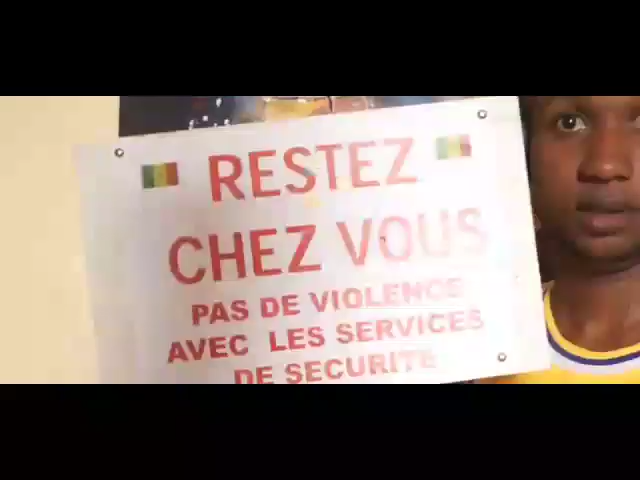 RESTEZ
CHEZ VOUS
PAS DE VIOLENCE
AVEC LES SERVICES
DE SECURITE